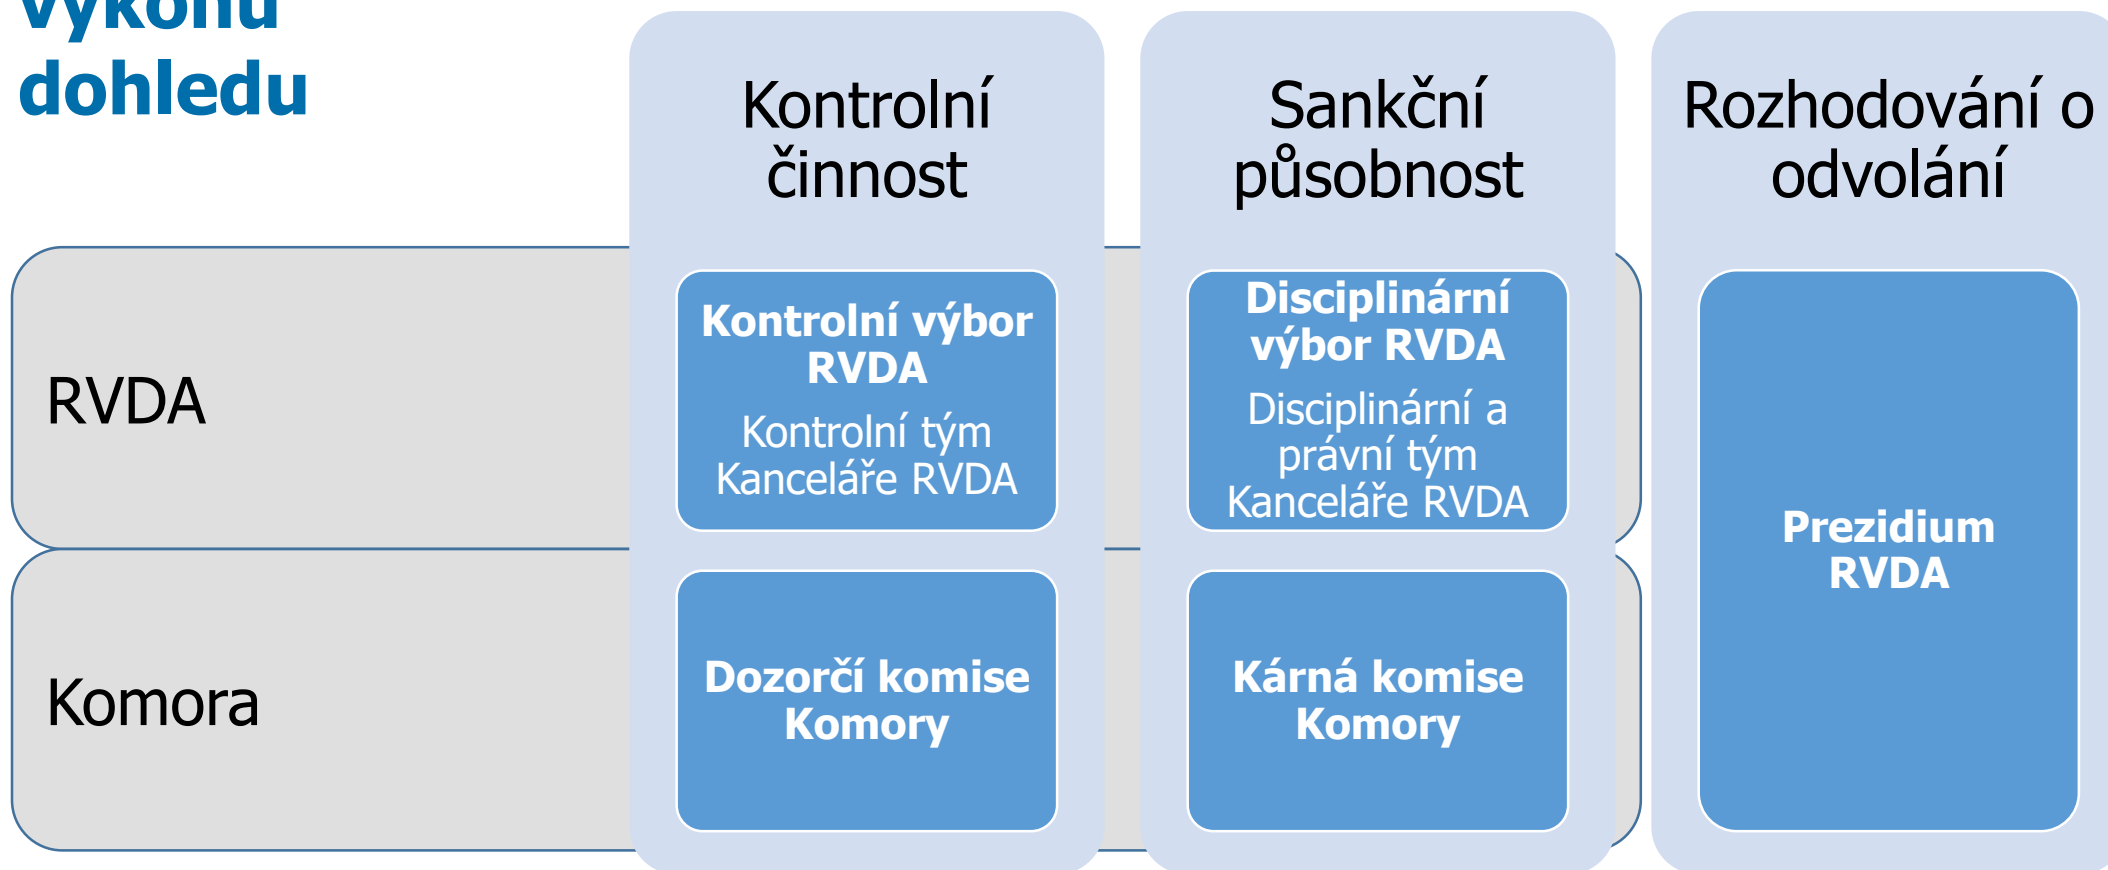 výkonu
dohledu
Kontrolní
činnost
Sankční
působnost
Rozhodování o
odvolání
RVDA
Kontrolní výbor
RVDA
Kontrolní tým
Kanceláře RVDA
Disciplinární
výbor RVDA
Disciplinární a
právní tým
Kanceláře RVDA
Prezidium
RVDA
Komora
Dozorčí komise
Komory
Kárná komise
Komory